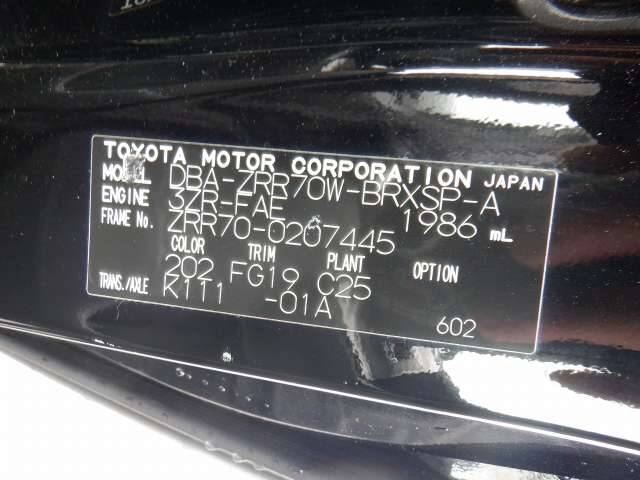 TOYOTA MOTOR CORPORATION JAPAN
MODEL DBA-ZRR70W-BRXSP-A
ENGINE 3ZR-FAE 1986 mL
FRAME No. ZRR70-0207445
COLOR TRIM PLANT OPTION
202 FG19 C25
TRANS./AXLE K111 -01A
602